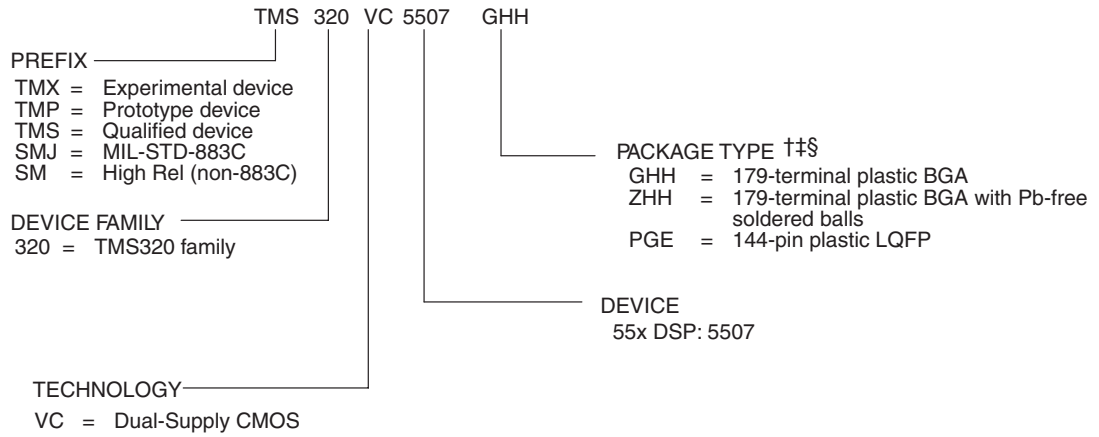 TMS 320 VC 5507 GHH
PREFIX
TMX = Experimental device
TMP = Prototype device
TMS = Qualified device
SMJ = MIL-STD-883C
SM = High Rel (non-883C)
DEVICE FAMILY
320 = TMS320 family
PACKAGE TYPE †‡§
GHH = 179-terminal plastic BGA
ZHH = 179-terminal plastic BGA with Pb-free
soldered balls
PGE = 144-pin plastic LQFP
DEVICE
55x DSP: 5507
TECHNOLOGY
VC = Dual-Supply CMOS